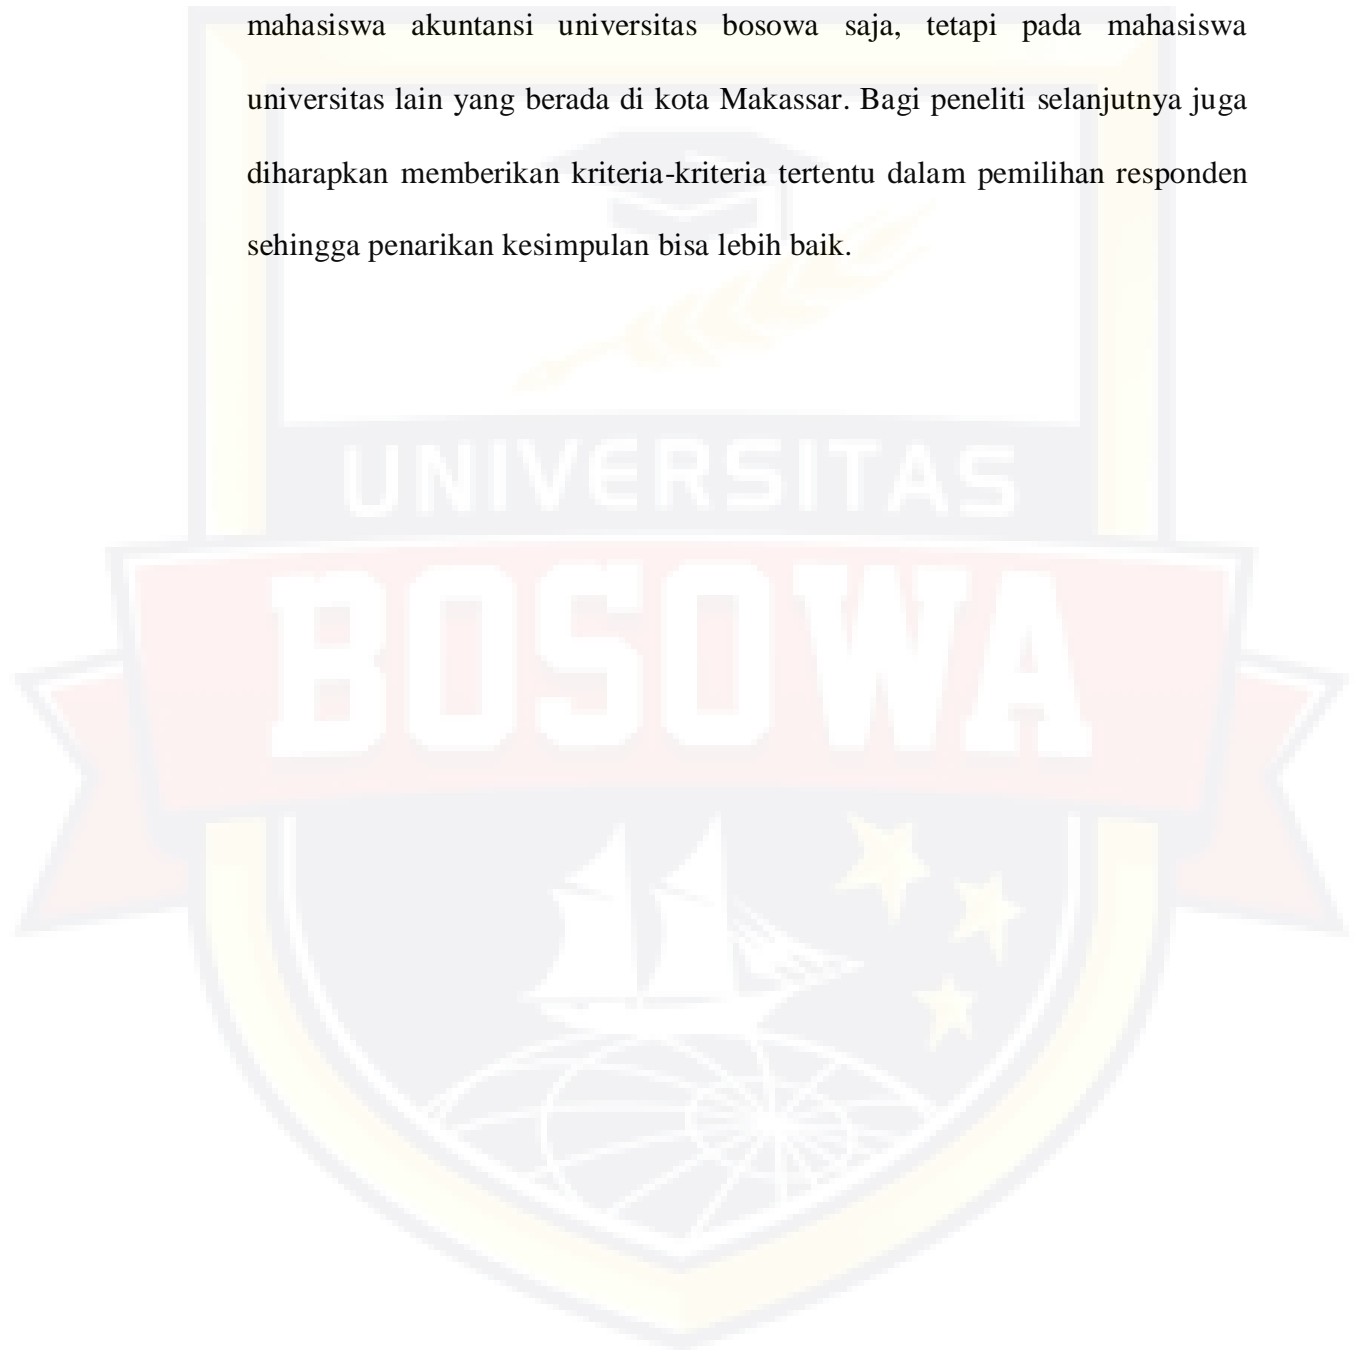 mahasiswa akuntansi universitas bosowa saja, tetapi pada mahasiswa
universitas lain yang berada di kota Makassar. Bagi peneliti selanjutnya juga
diharapkan memberikan kriteria-kriteria tertentu dalam pemilihan responden
sehingga penarikan kesimpulan bisa lebih baik.
UNIVERSITAS
BOSOWA